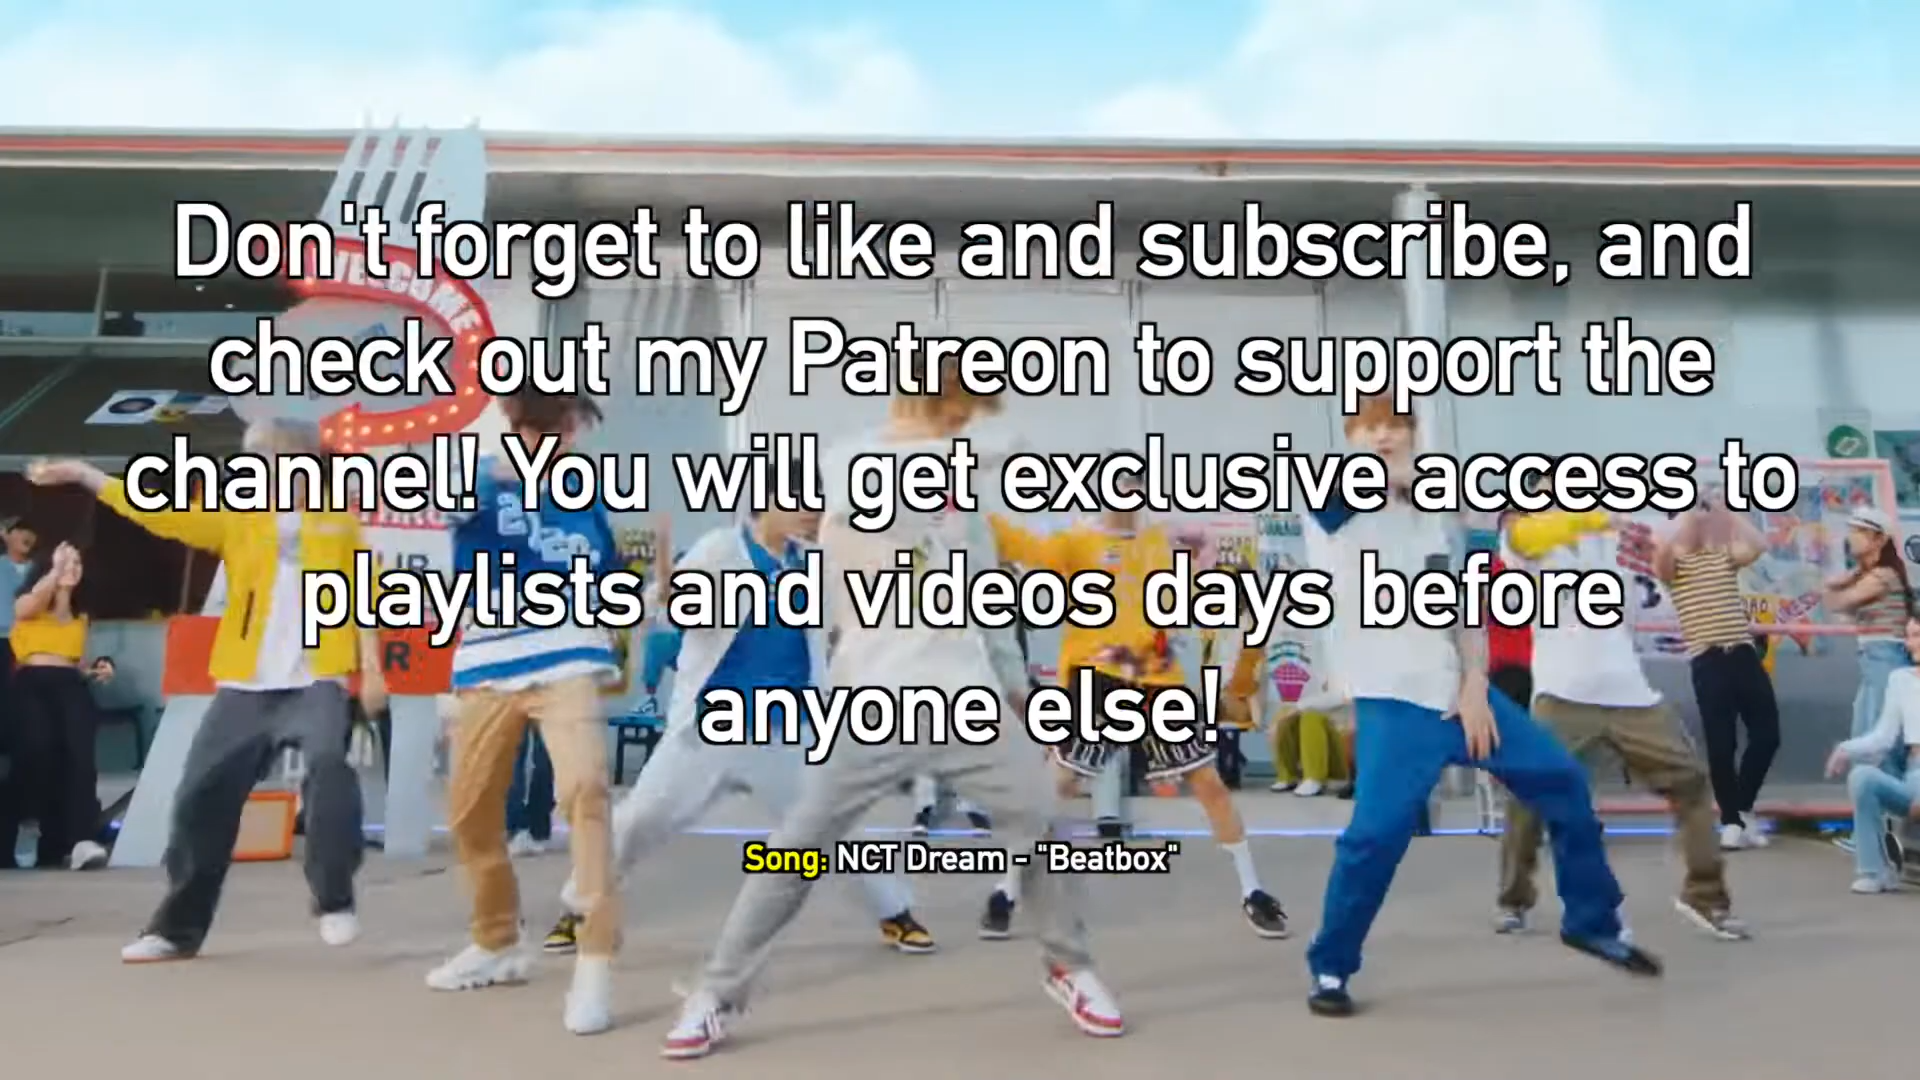 Don't forget to like and subscribe, and
check out my Patreon to support the
channel! You will get exclusive access to
playlists and videos days before
anyone else!
Song: NCT Dream - "Beatbox"
WELCOME